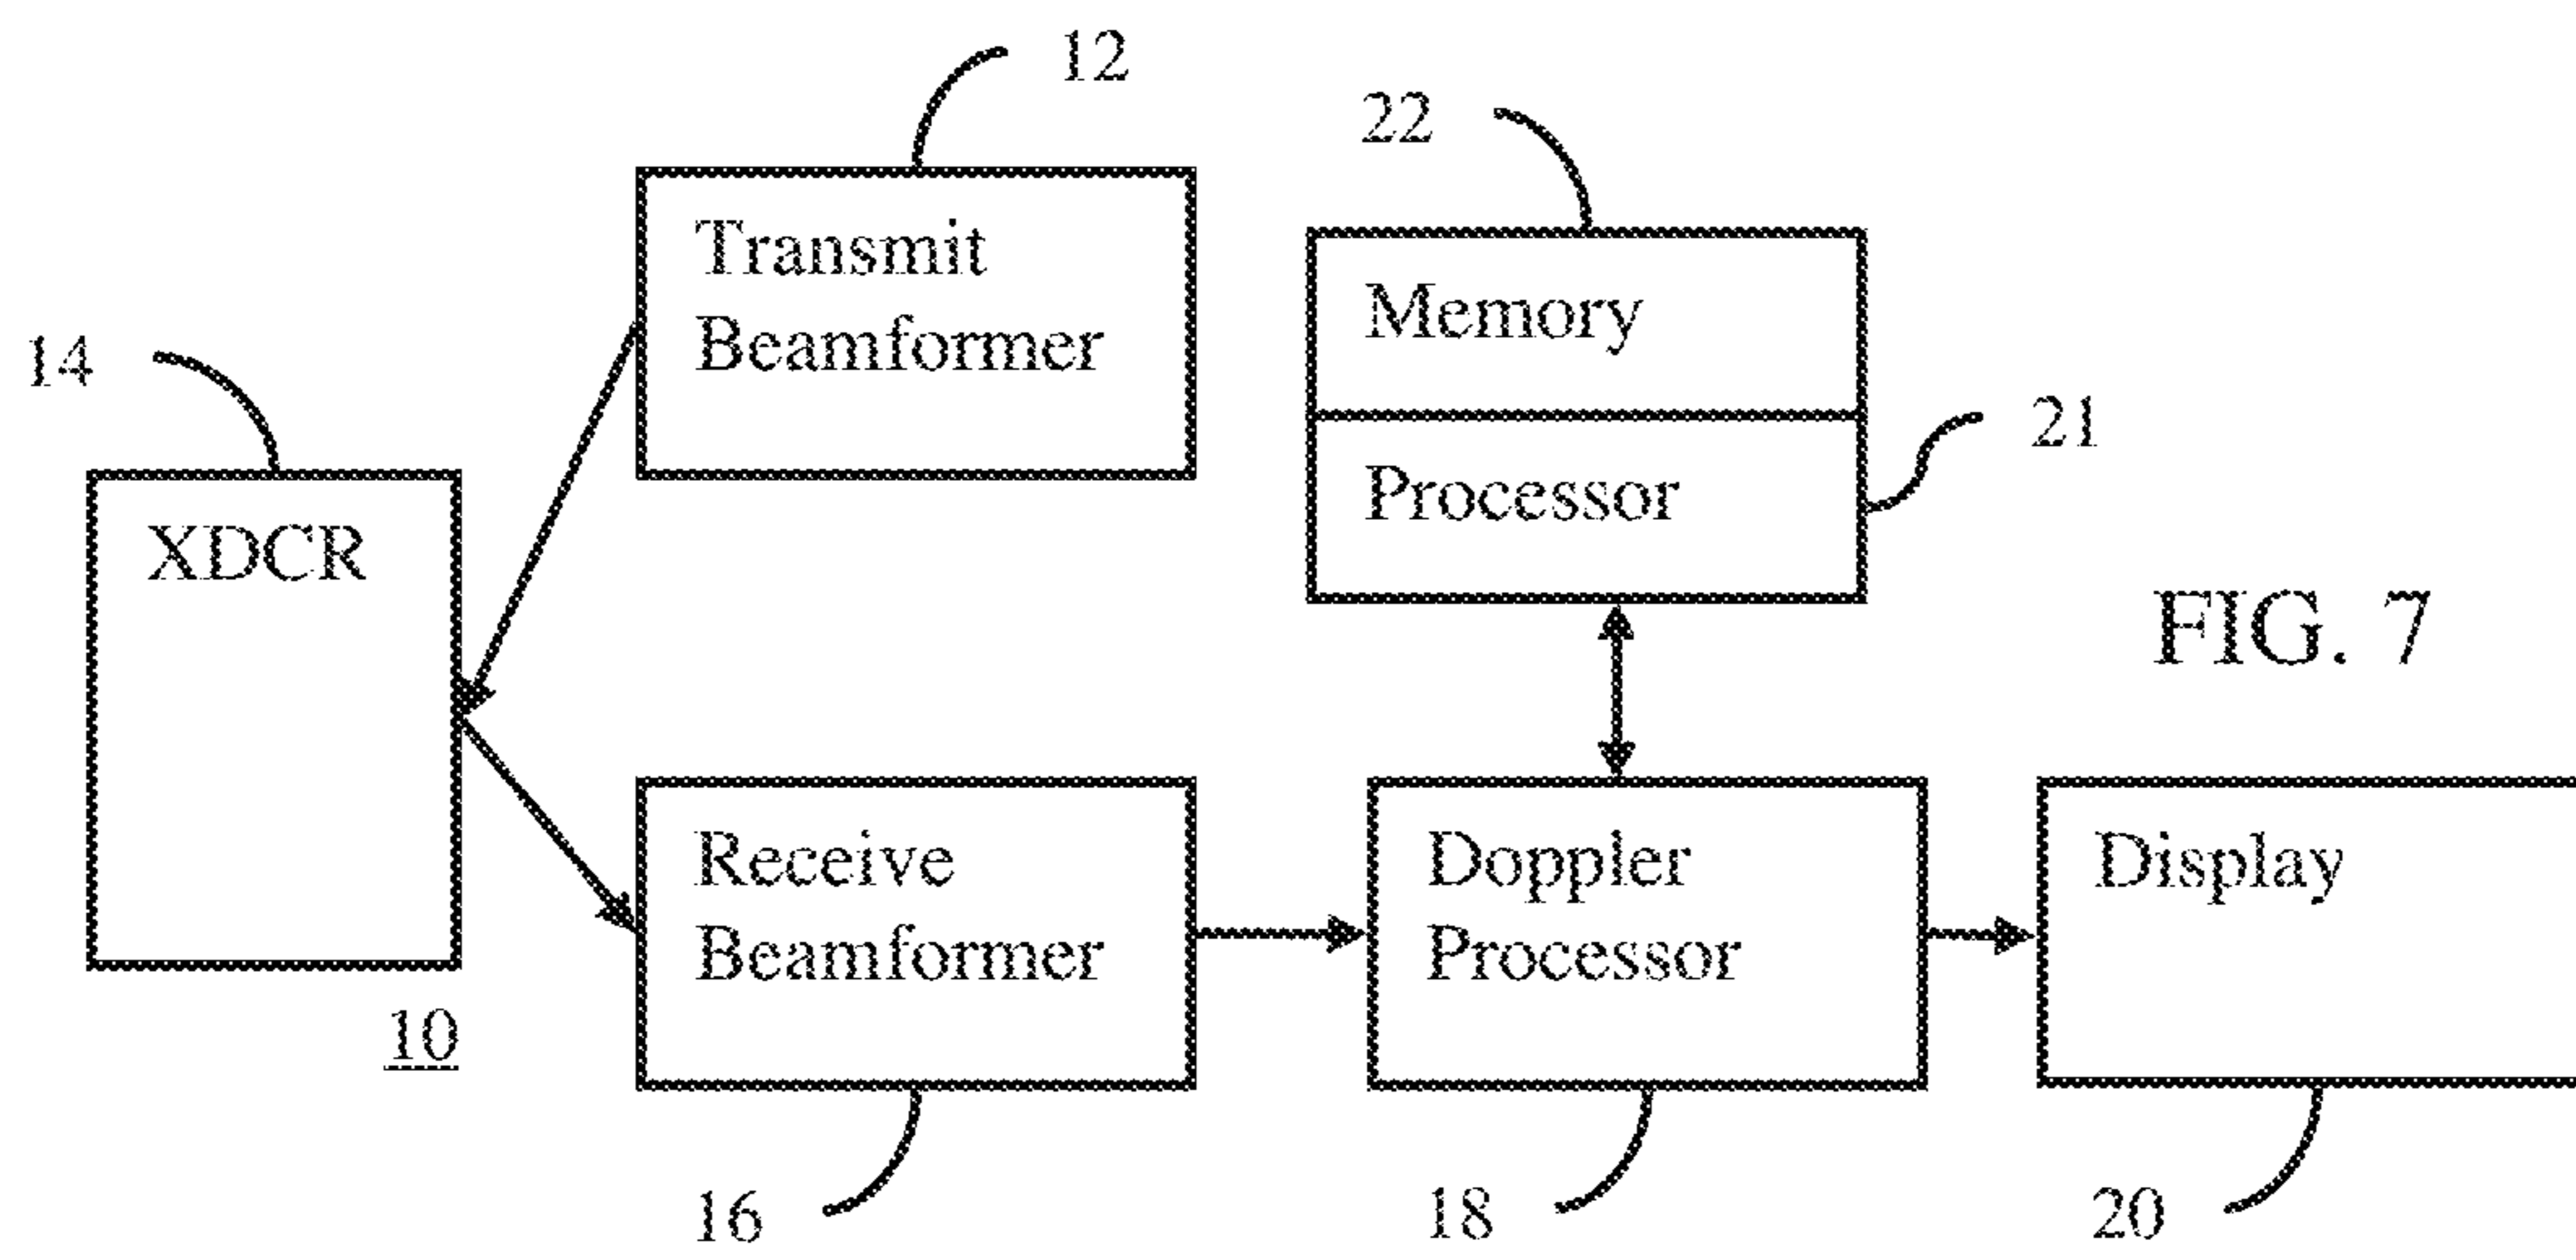 12
22
Transmit
Beamformer
Memory
14
21
Processor
XDCR
FIG. 7
Receive
Beamformer
Doppler
Processor
Display
10
16
18
20